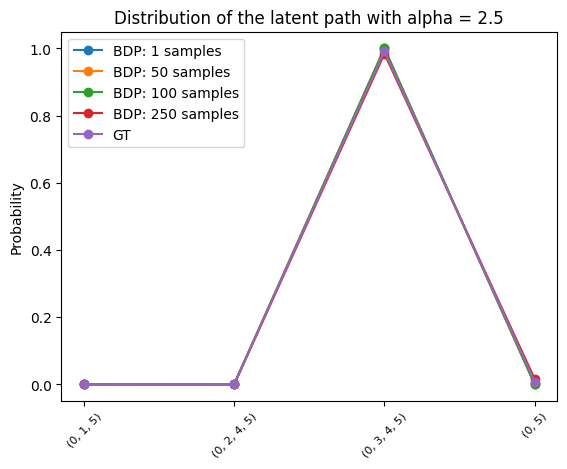 Distribution of the latent path with alpha = 2.5
BDP: 1 samples
BDP: 50 samples
BDP: 100 samples
BDP: 250 samples
GT
Probability
1.0
0.8
0.6
0.4
0.2
0.0
(0, 1, 5)
(0, 2, 4, 5)
(0, 3, 4, 5)
(0, 5)